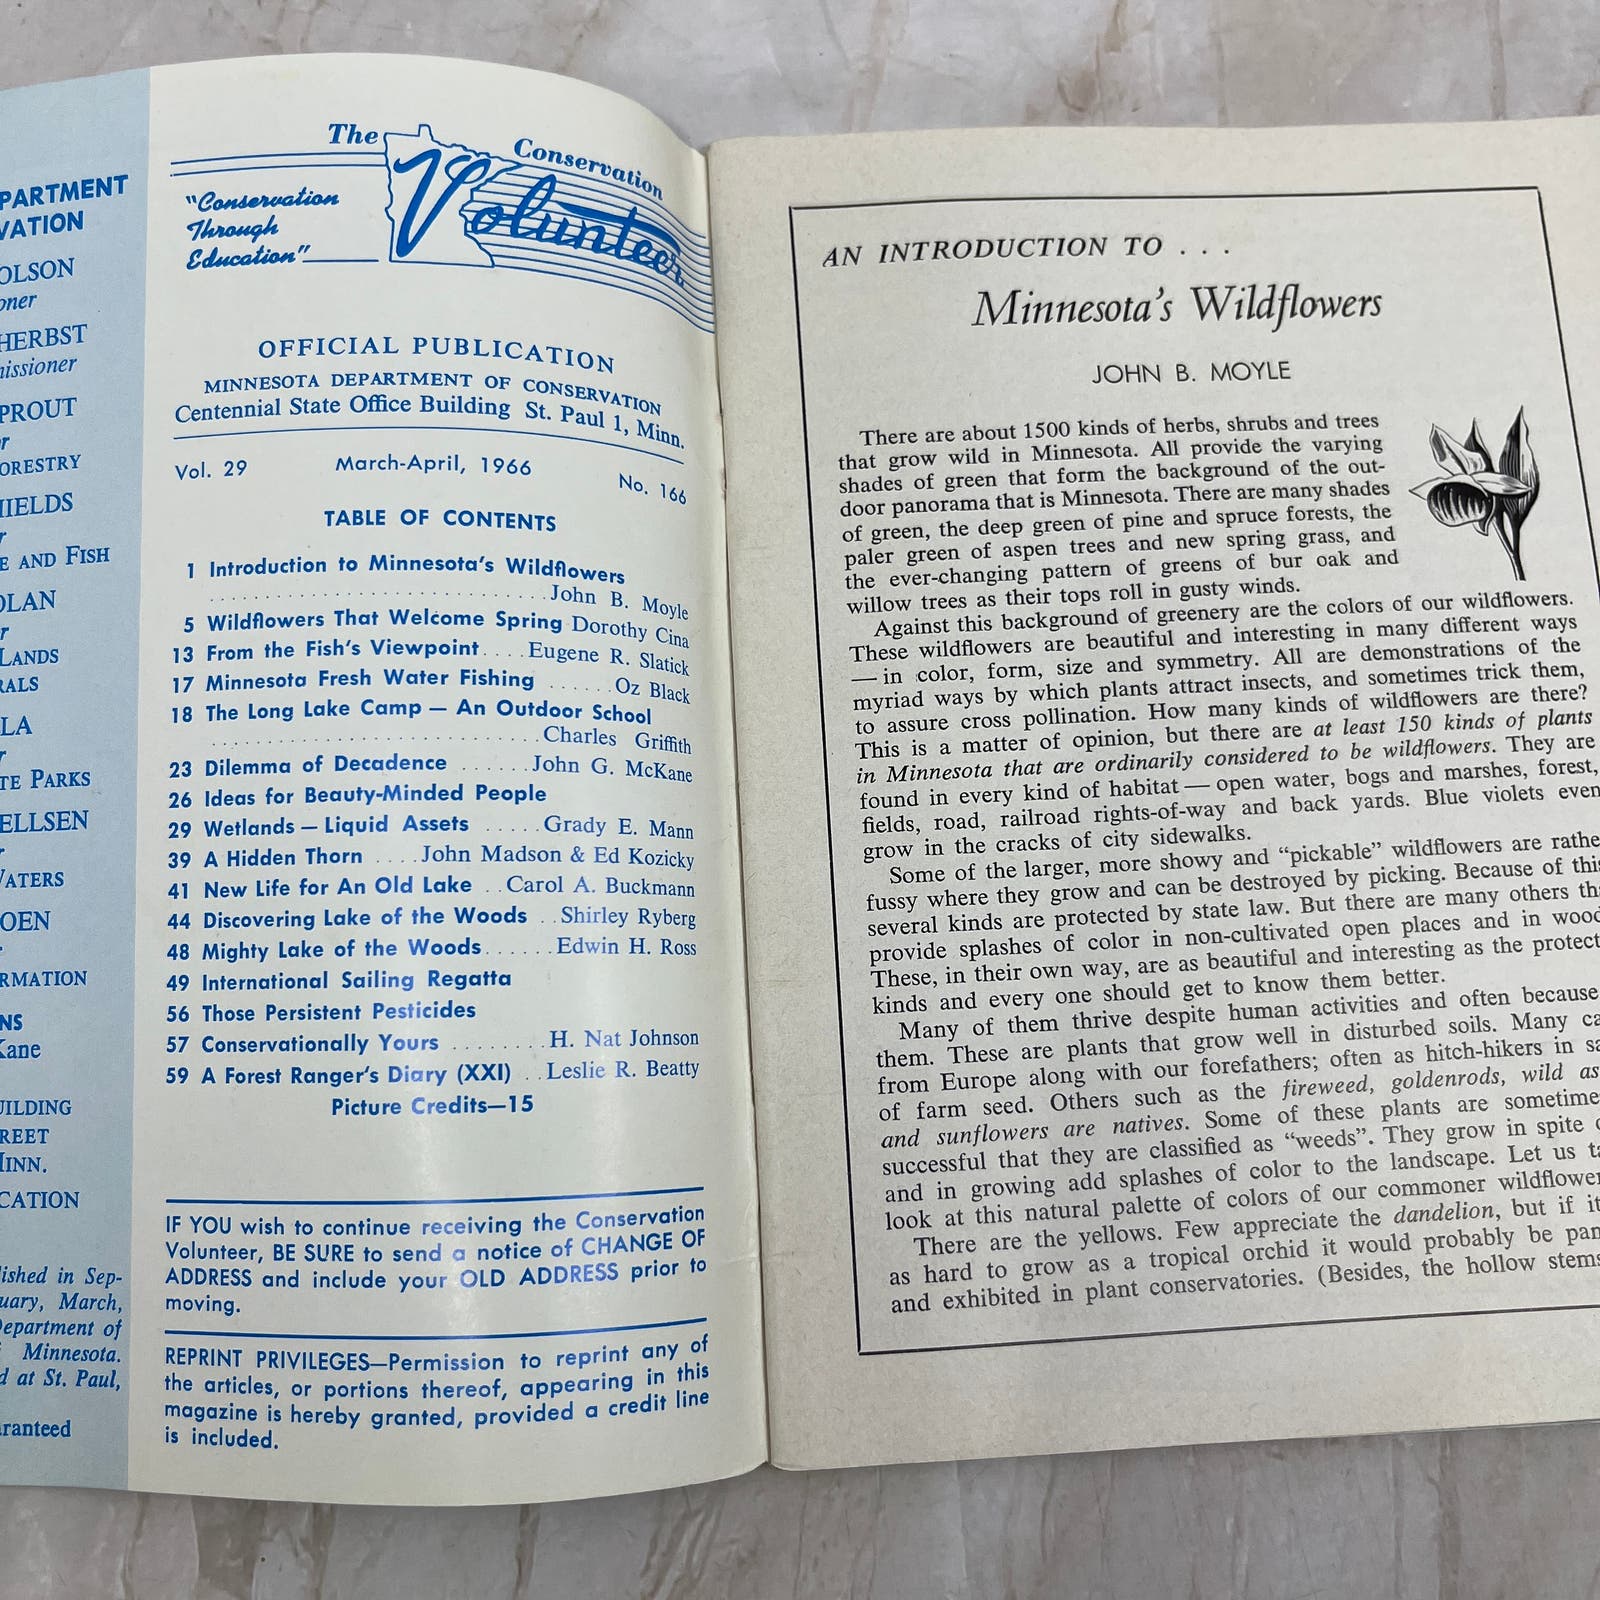 PARTMENT
VATION
OLSON
oner
HERBST
nissioner
PROUT
r
ORESTRY
HIELDS
r
E AND FISH
OLAN
r
LANDS
RALS
LA
r
TE PARKS
ELLSEN
r
VATERS
OEN
r
RMATION
NS
Kane
UILDING
REET
INN.
CATION
lished in Sep-
uary, March,
Department of
Minnesota.
d at St. Paul,
ranteed
The Conservation
Volunteer
"Conservation
Through
Education"
OFFICIAL PUBLICATION
MINNESOTA DEPARTMENT OF CONSERVATION
Centennial State Office Building St. Paul 1, Minn.
Vol. 29 March-April, 1966 No. 166
TABLE OF CONTENTS
1 Introduction to Minnesota's Wildflowers
. . . . . . . . . . . . . . . . . . . . . . . . . . . . . . John B. Moyle
5 Wildflowers That Welcome Spring Dorothy Cina
13 From the Fish's Viewpoint . . . . Eugene R. Slatick
17 Minnesota Fresh Water Fishing . . . . . . Oz Black
18 The Long Lake Camp — An Outdoor School
. . . . . . . . . . . . . . . . . . . . . . . . . . . . . . Charles Griffith
23 Dilemma of Decadence . . . . . . John G. McKane
26 Ideas for Beauty-Minded People
29 Wetlands — Liquid Assets . . . . . Grady E. Mann
39 A Hidden Thorn . . . . John Madson & Ed Kozicky
41 New Life for An Old Lake . . Carol A. Buckmann
44 Discovering Lake of the Woods . . Shirley Ryberg
48 Mighty Lake of the Woods . . . . . . Edwin H. Ross
49 International Sailing Regatta
56 Those Persistent Pesticides
57 Conservationally Yours . . . . . . . . H. Nat Johnson
59 A Forest Ranger's Diary (XXI) . . Leslie R. Beatty
Picture Credits—15
IF YOU wish to continue receiving the Conservation
Volunteer, BE SURE to send a notice of CHANGE OF
ADDRESS and include your OLD ADDRESS prior to
moving.
REPRINT PRIVILEGES—Permission to reprint any of
the articles, or portions thereof, appearing in this
magazine is hereby granted, provided a credit line
is included.
AN INTRODUCTION TO . . .
Minnesota's Wildflowers
JOHN B. MOYLE
There are about 1500 kinds of herbs, shrubs and trees
that grow wild in Minnesota. All provide the varying
shades of green that form the background of the out-
door panorama that is Minnesota. There are many shades
of green, the deep green of pine and spruce forests, the
paler green of aspen trees and new spring grass, and
the ever-changing pattern of greens of bur oak and
willow trees as their tops roll in gusty winds.
Against this background of greenery are the colors of our wildflowers.
These wildflowers are beautiful and interesting in many different ways
— in color, form, size and symmetry. All are demonstrations of the
myriad ways by which plants attract insects, and sometimes trick them,
to assure cross pollination. How many kinds of wildflowers are there?
This is a matter of opinion, but there are at least 150 kinds of plants
in Minnesota that are ordinarily considered to be wildflowers. They are
found in every kind of habitat — open water, bogs and marshes, forest,
fields, road, railroad rights-of-way and back yards. Blue violets even
grow in the cracks of city sidewalks.
Some of the larger, more showy and "pickable" wildflowers are rathe
fussy where they grow and can be destroyed by picking. Because of this
several kinds are protected by state law. But there are many others th
provide splashes of color in non-cultivated open places and in wood
These, in their own way, are as beautiful and interesting as the protect
kinds and every one should get to know them better.
Many of them thrive despite human activities and often because
them. These are plants that grow well in disturbed soils. Many ca
from Europe along with our forefathers; often as hitch-hikers in sa
of farm seed. Others such as the fireweed, goldenrods, wild as
and sunflowers are natives. Some of these plants are sometime
successful that they are classified as "weeds". They grow in spite o
and in growing add splashes of color to the landscape. Let us ta
look at this natural palette of colors of our commoner wildflower
There are the yellows. Few appreciate the dandelion, but if it
as hard to grow as a tropical orchid it would probably be pam
and exhibited in plant conservatories. (Besides, the hollow stems